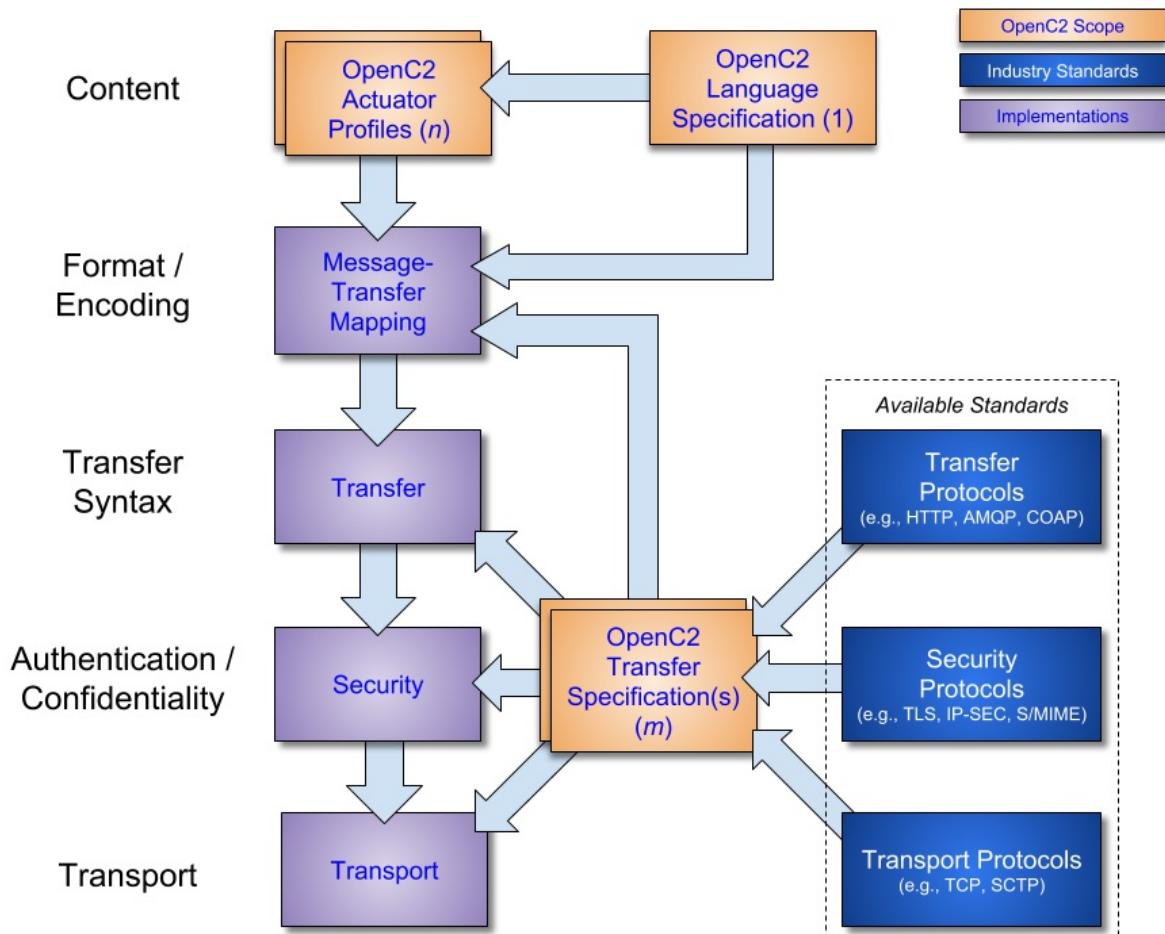 Content
OpenC2
Actuator
Profiles (n)
OpenC2
Language
Specification (1)
OpenC2 Scope
Industry Standards
Implementations
Format /
Encoding
Message-
Transfer
Mapping
Available Standards
Transfer
Syntax
Transfer
Transfer
Protocols
(e.g., HTTP, AMQP, COAP)
Authentication /
Confidentiality
Security
OpenC2
Transfer
Specification(s)
(m)
Security
Protocols
(e.g., TLS, IP-SEC, S/MIME)
Transport
Transport
Transport Protocols
(e.g., TCP, SCTP)